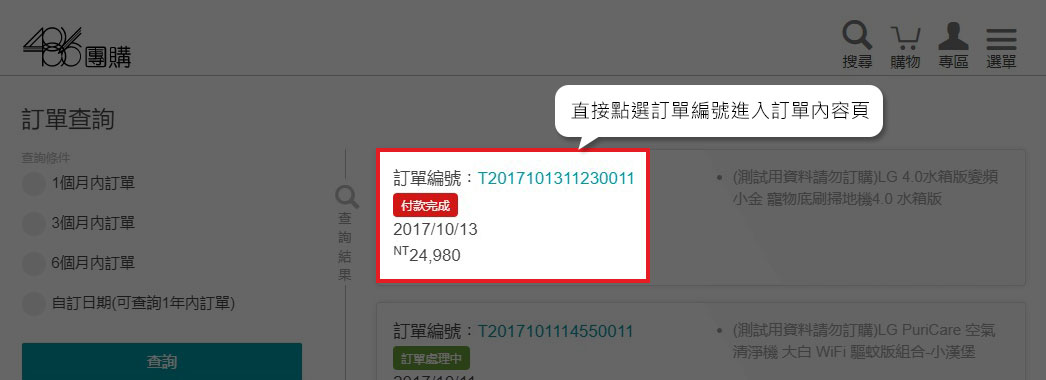 486團購
搜尋 購物 專區 選單
直接點選訂單編號進入訂單內容頁
訂單查詢
查詢條件
1個月內訂單
3個月內訂單
6個月內訂單
自訂日期(可查詢1年內訂單)
查詢
查詢結果
訂單編號：T2017101311230011
付款完成
2017/10/13
NT24,980
(測試用資料請勿訂購)LG 4.0水箱版變頻
小金 寵物底刷掃地機4.0 水箱版
訂單編號：T2017101114550011
訂單處理中
2017/10/11
(測試用資料請勿訂購)LG PuriCare 空氣
清淨機 大白 WiFi 驅蚊版組合-小漢堡